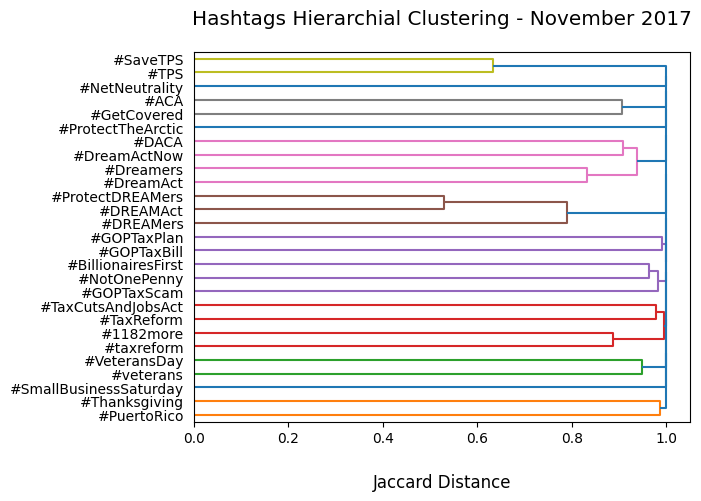 Hashtags Hierarchial Clustering - November 2017
#SaveTPS
#TPS
#NetNeutrality
#ACA
#GetCovered
#ProtectTheArctic
#DACA
#DreamActNow
#Dreamers
#DreamAct
#ProtectDREAMers
#DREAMAct
#DREAMers
#GOPTaxPlan
#GOPTaxBill
#BillionairesFirst
#NotOnePenny
#GOPTaxScam
#TaxCutsAndJobsAct
#TaxReform
#1182more
#taxreform
#VeteransDay
#veterans
#SmallBusinessSaturday
#Thanksgiving
#PuertoRico
0.0 0.2 0.4 0.6 0.8 1.0
Jaccard Distance